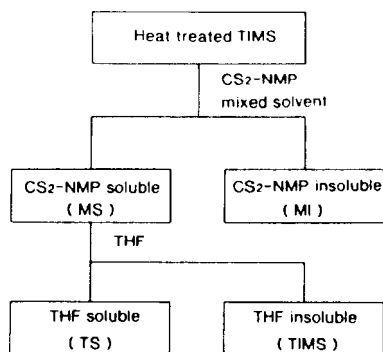 Heat treated TIMS
CS₂-NMP
mixed solvent
CS₂-NMP soluble
( MS )
CS₂-NMP insoluble
( MI )
THF
THF soluble
( TS )
THF insoluble
( TIMS )